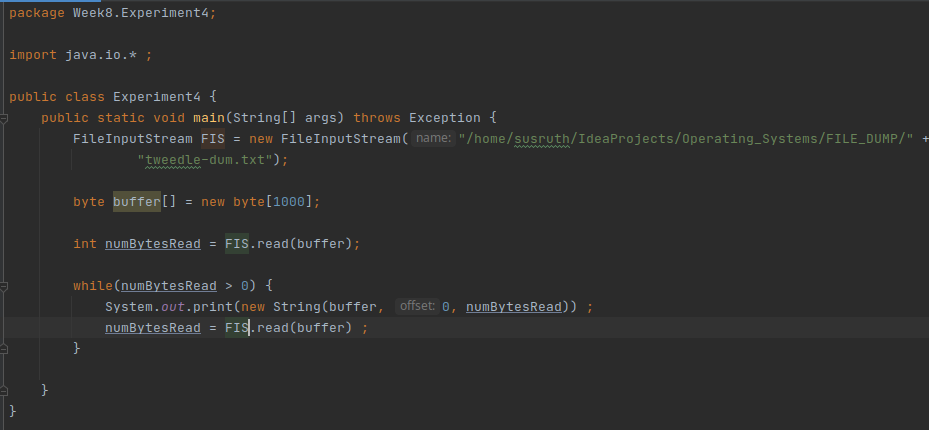 package Week8.Experiment4;
import java.io.* ;
public class Experiment4 {
public static void main(String[] args) throws Exception {
FileInputStream FIS = new FileInputStream( name: "/home/susruth/IdeaProjects/Operating_Systems/FILE_DUMP/" +
"tweedle-dum.txt");
byte buffer[] = new byte[1000];
int numBytesRead = FIS.read(buffer);
while(numBytesRead > 0) {
System.out.print(new String(buffer, offset: 0, numBytesRead)) ;
numBytesRead = FIS.read(buffer) ;
}
}
}